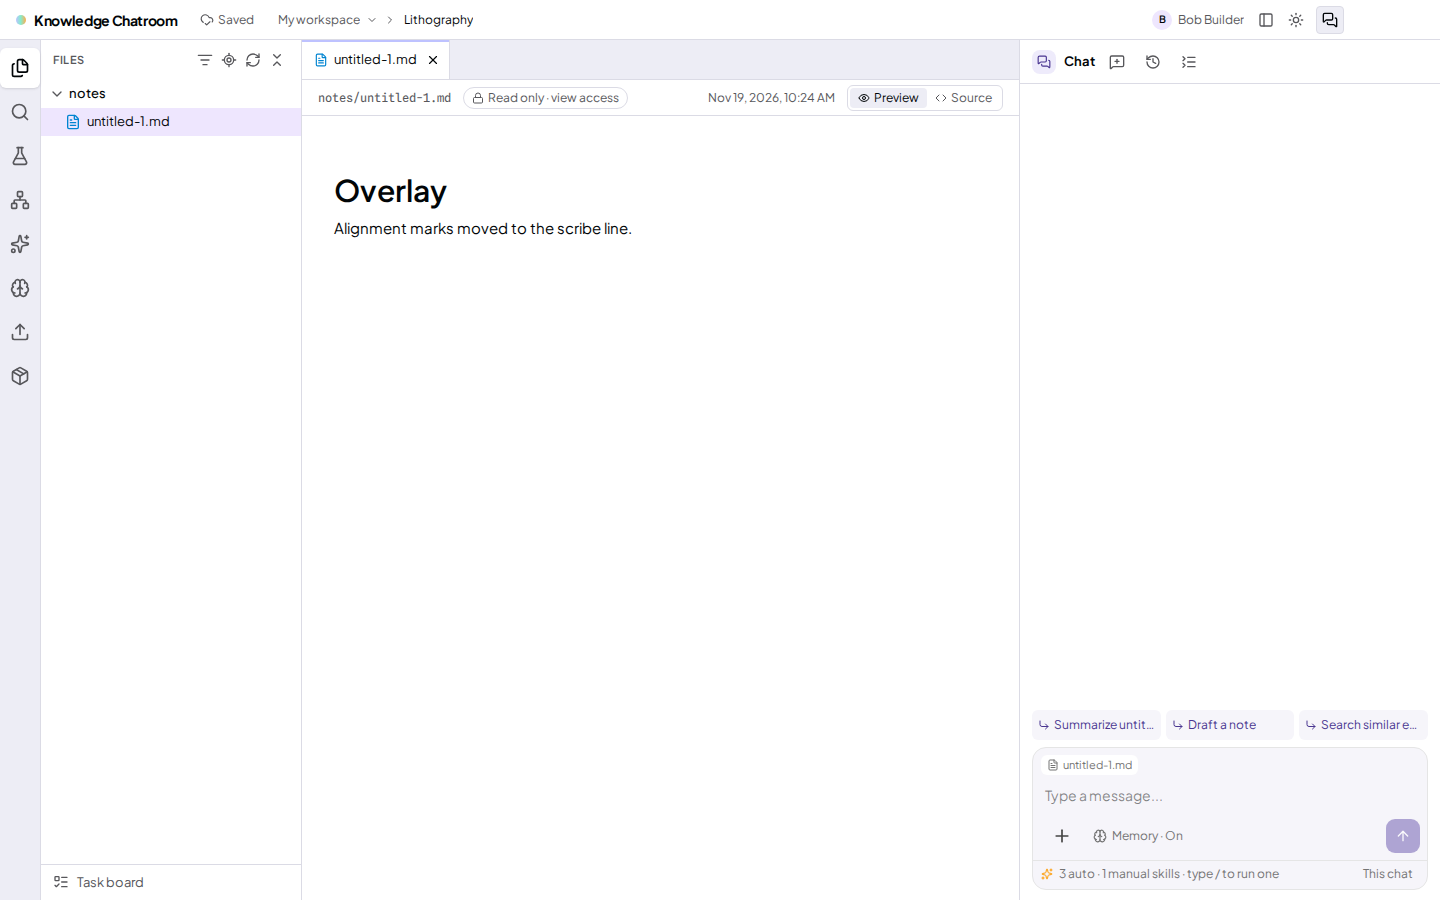 Knowledge Chatroom
Saved
My workspace
Lithography
B
Bob Builder
FILES
notes
untitled-1.md
Task board
untitled-1.md
notes/untitled-1.md
Read only · view access
Nov 19, 2026, 10:24 AM
Preview
Source
Overlay
Alignment marks moved to the scribe line.
Chat
Summarize untit...
Draft a note
Search similar e...
untitled-1.md
Type a message...
Memory · On
3 auto · 1 manual skills · type / to run one
This chat